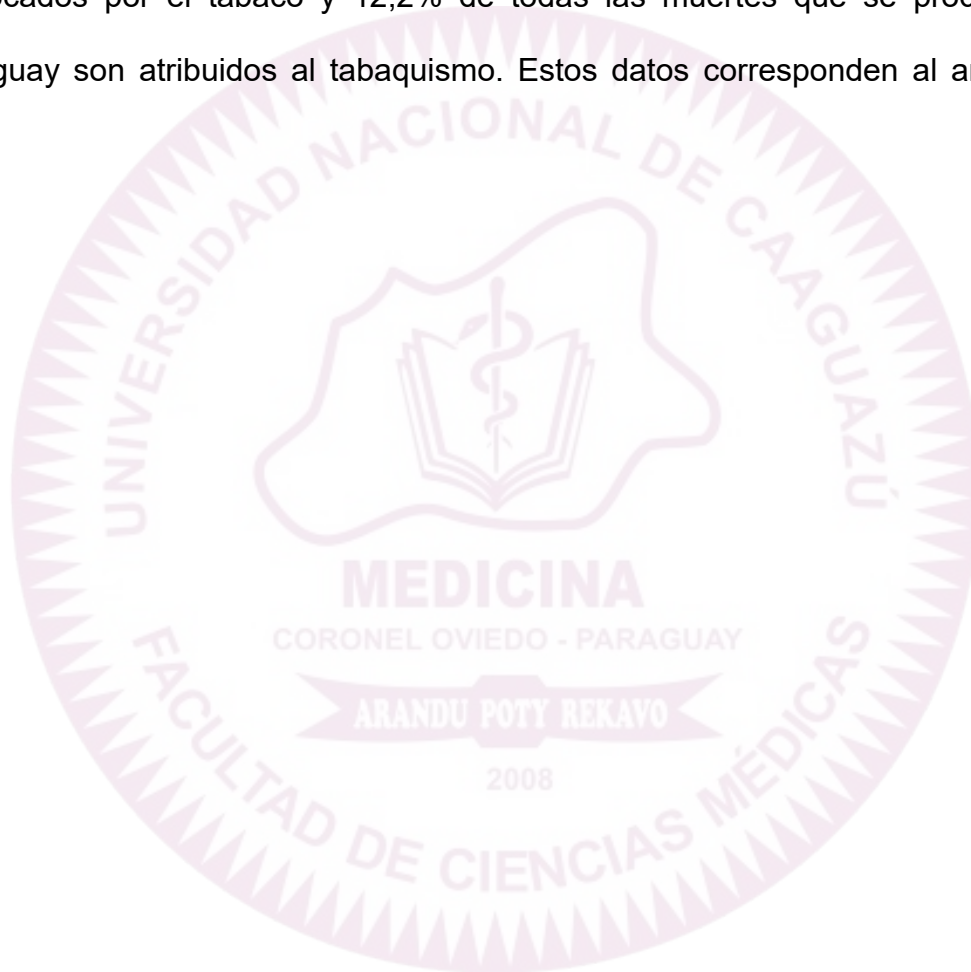 por el tabaco y 12,2% de todas las muertes que se
son atribuidos al tabaquismo. Estos datos corresponden al
UNIVERSIDAD NACIONAL DE CAAGUAZÚ
MEDICINA
CORONEL OVIEDO - PARAGUAY
ARANDU POTY REKAVO
2008
FACULTAD DE CIENCIAS MÉDICAS